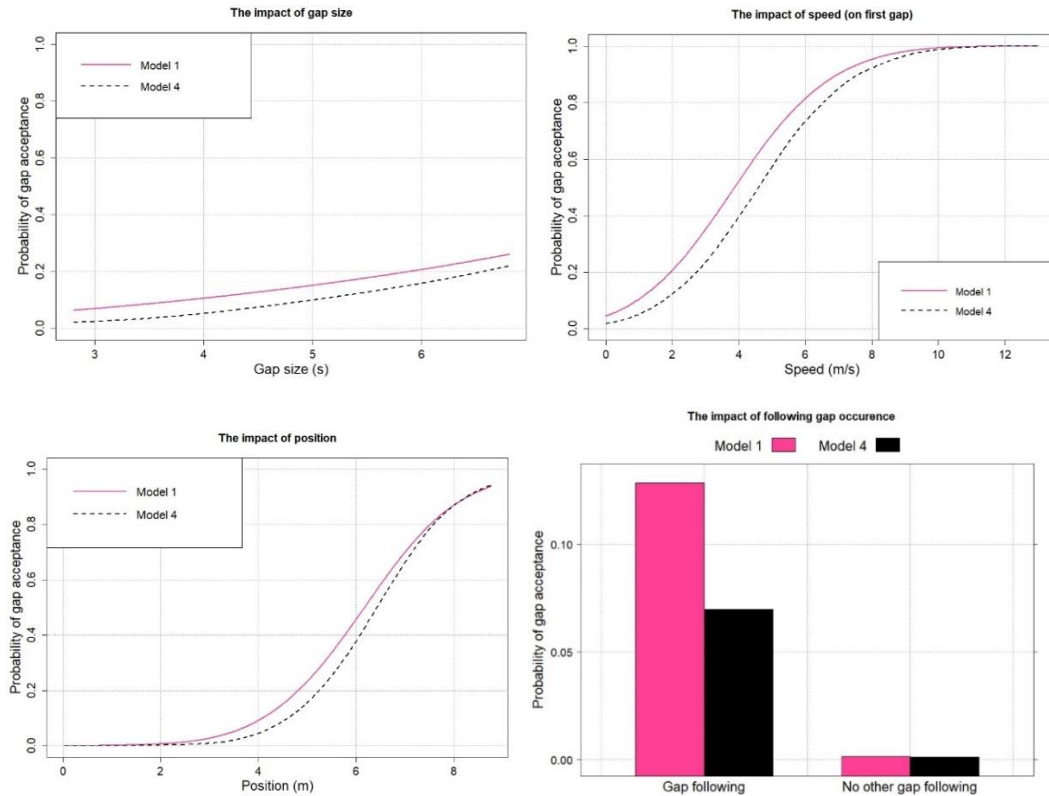 The impact of gap size
Probability of gap acceptance
0.0
0.2
0.4
0.6
0.8
1.0
Model 1
Model 4
3
4
5
6
Gap size (s)
The impact of speed (on first gap)
Probability of gap acceptance
0.0
0.2
0.4
0.6
0.8
1.0
Model 1
Model 4
0
2
4
6
8
10
12
Speed (m/s)
The impact of position
Probability of gap acceptance
0.0
0.2
0.4
0.6
0.8
1.0
Model 1
Model 4
0
2
4
6
8
Position (m)
The impact of following gap occurence
Model 1 Model 4
Probability of gap acceptance
0.00
0.05
0.10
Gap following
No other gap following